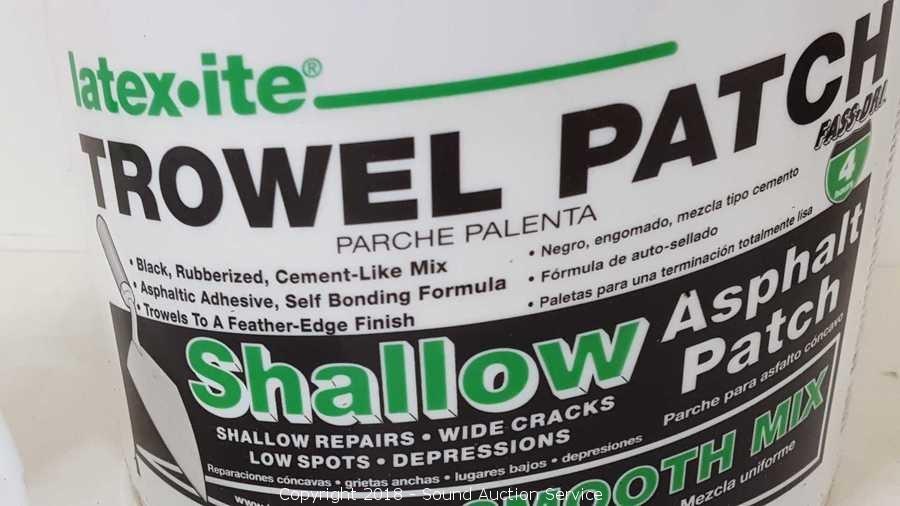 latex•ite®
TROWEL PATCH
PARCHE PALENTA
FASS•DRI
4
HOURS
• Black, Rubberized, Cement-Like Mix
• Asphaltic Adhesive, Self Bonding Formula
• Trowels To A Feather-Edge Finish
• Negro, engomado, mezcla tipo cemento
• Fórmula de auto-sellado
• Paletas para una terminación totalmente lisa
Shallow
Asphalt
Patch
Parche para asfalto cóncavo
SHALLOW REPAIRS • WIDE CRACKS
LOW SPOTS • DEPRESSIONS
Reparaciones cóncavas • grietas anchas • lugares bajos • depresiones
SMOOTH MIX
Mezcla uniforme
Copyright 2018 - Sound Auction Service